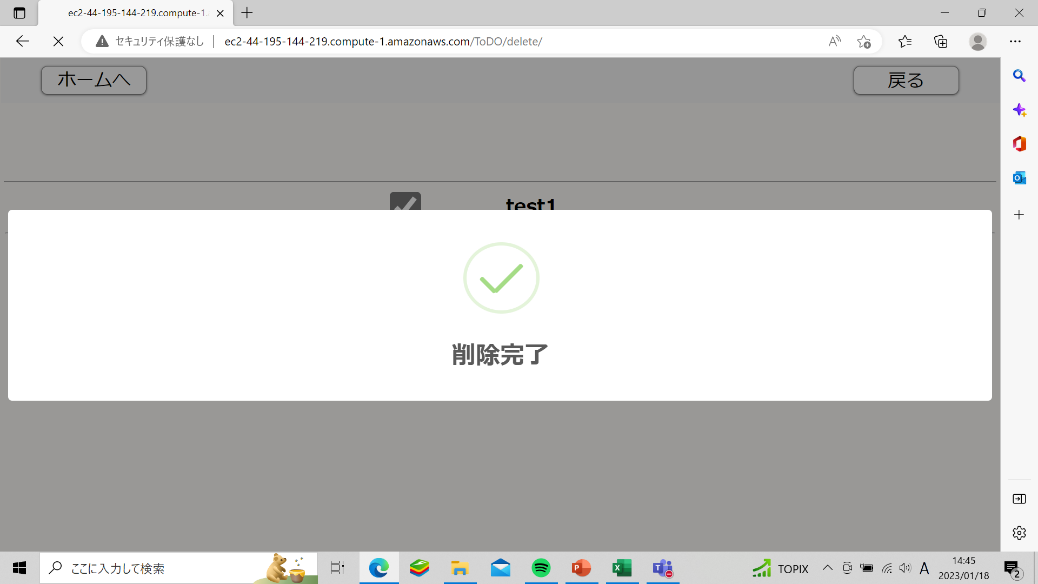 ec2-44-195-144-219.compute-1.
セキュリティ保護なし
ec2-44-195-144-219.compute-1.amazonaws.com/ToDO/delete/
ホームへ
戻る
test1
削除完了
ここに入力して検索
TOPIX
A
14:45
2023/01/18
2